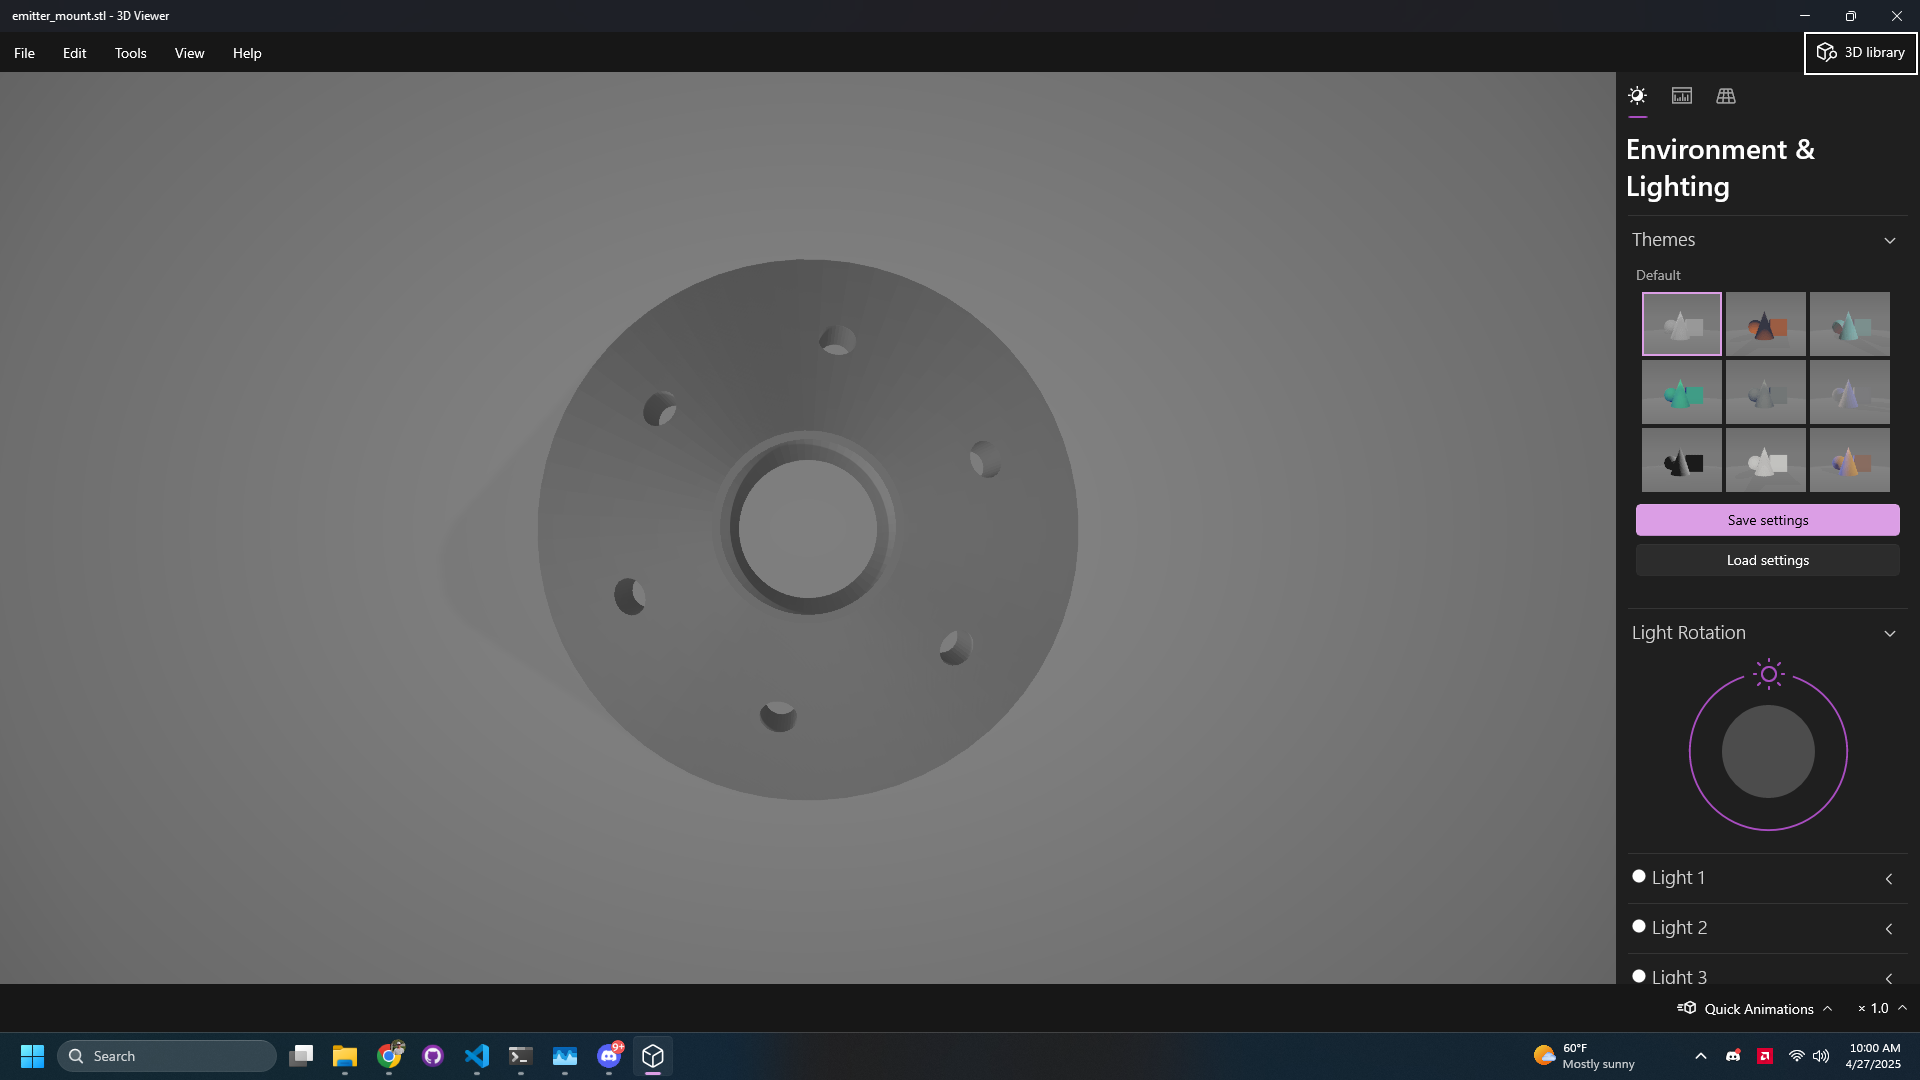 emitter_mount.stl - 3D Viewer
File Edit Tools View Help
3D library
Environment &
Lighting
Themes
Default
Save settings
Load settings
Light Rotation
Light 1
Light 2
Light 3
Quick Animations × 1.0
Search
9+
60°F
Mostly sunny
10:00 AM
4/27/2025